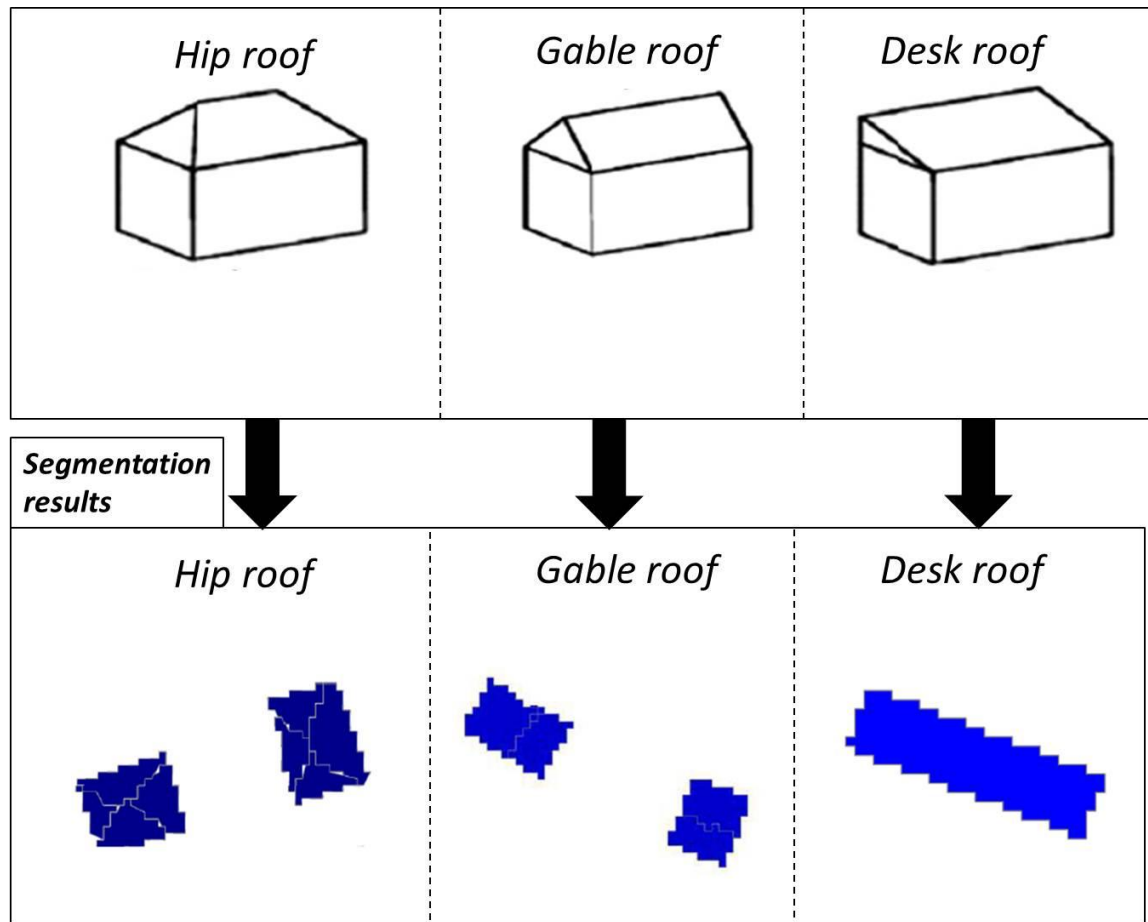 Hip roof
Gable roof
Desk roof
Segmentation
results
Hip roof
Gable roof
Desk roof